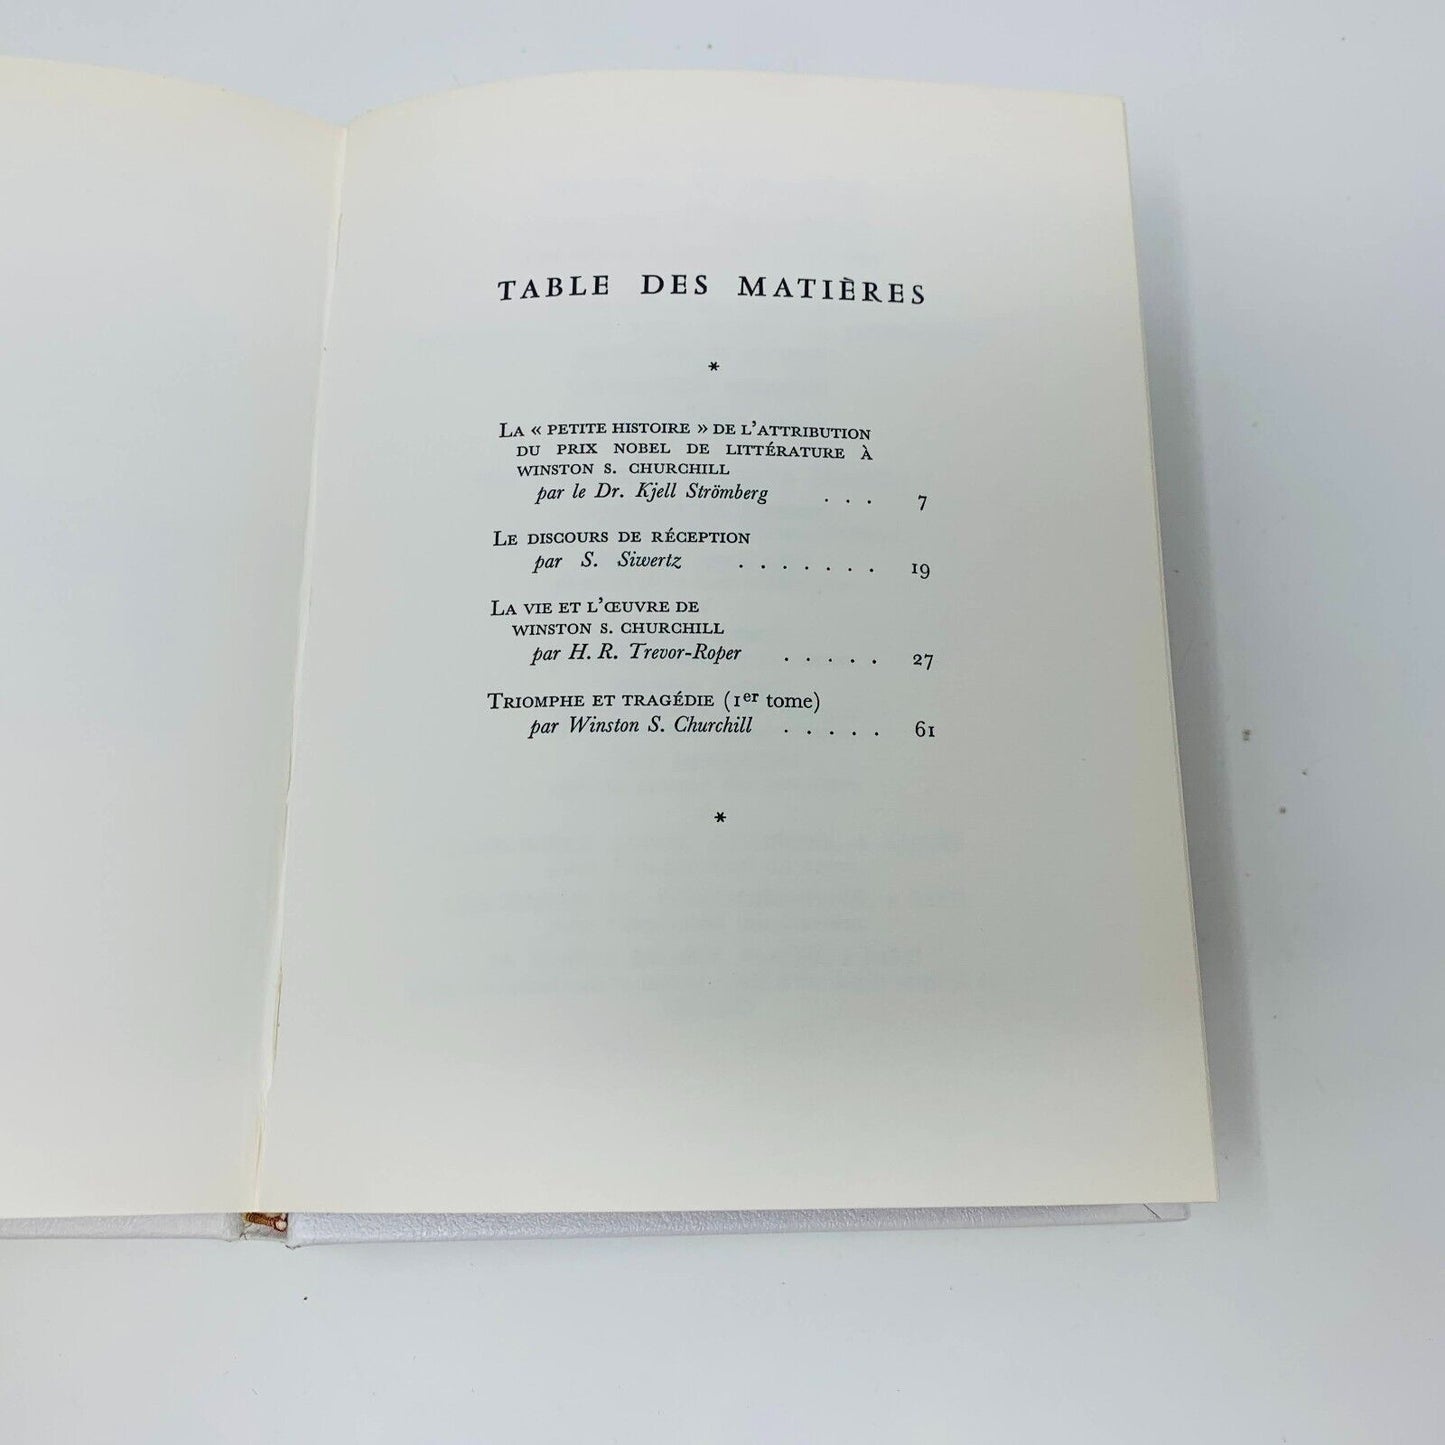 TABLE DES MATIÈRES
*
LA « PETITE HISTOIRE » DE L'ATTRIBUTION
DU PRIX NOBEL DE LITTÉRATURE À
WINSTON S. CHURCHILL
par le Dr. Kjell Strömberg . . . 7
LE DISCOURS DE RÉCEPTION
par S. Siwertz . . . . . . . 19
LA VIE ET L'ŒUVRE DE
WINSTON S. CHURCHILL
par H. R. Trevor-Roper . . . . . 27
TRIOMPHE ET TRAGÉDIE (1er tome)
par Winston S. Churchill . . . . . 61
*